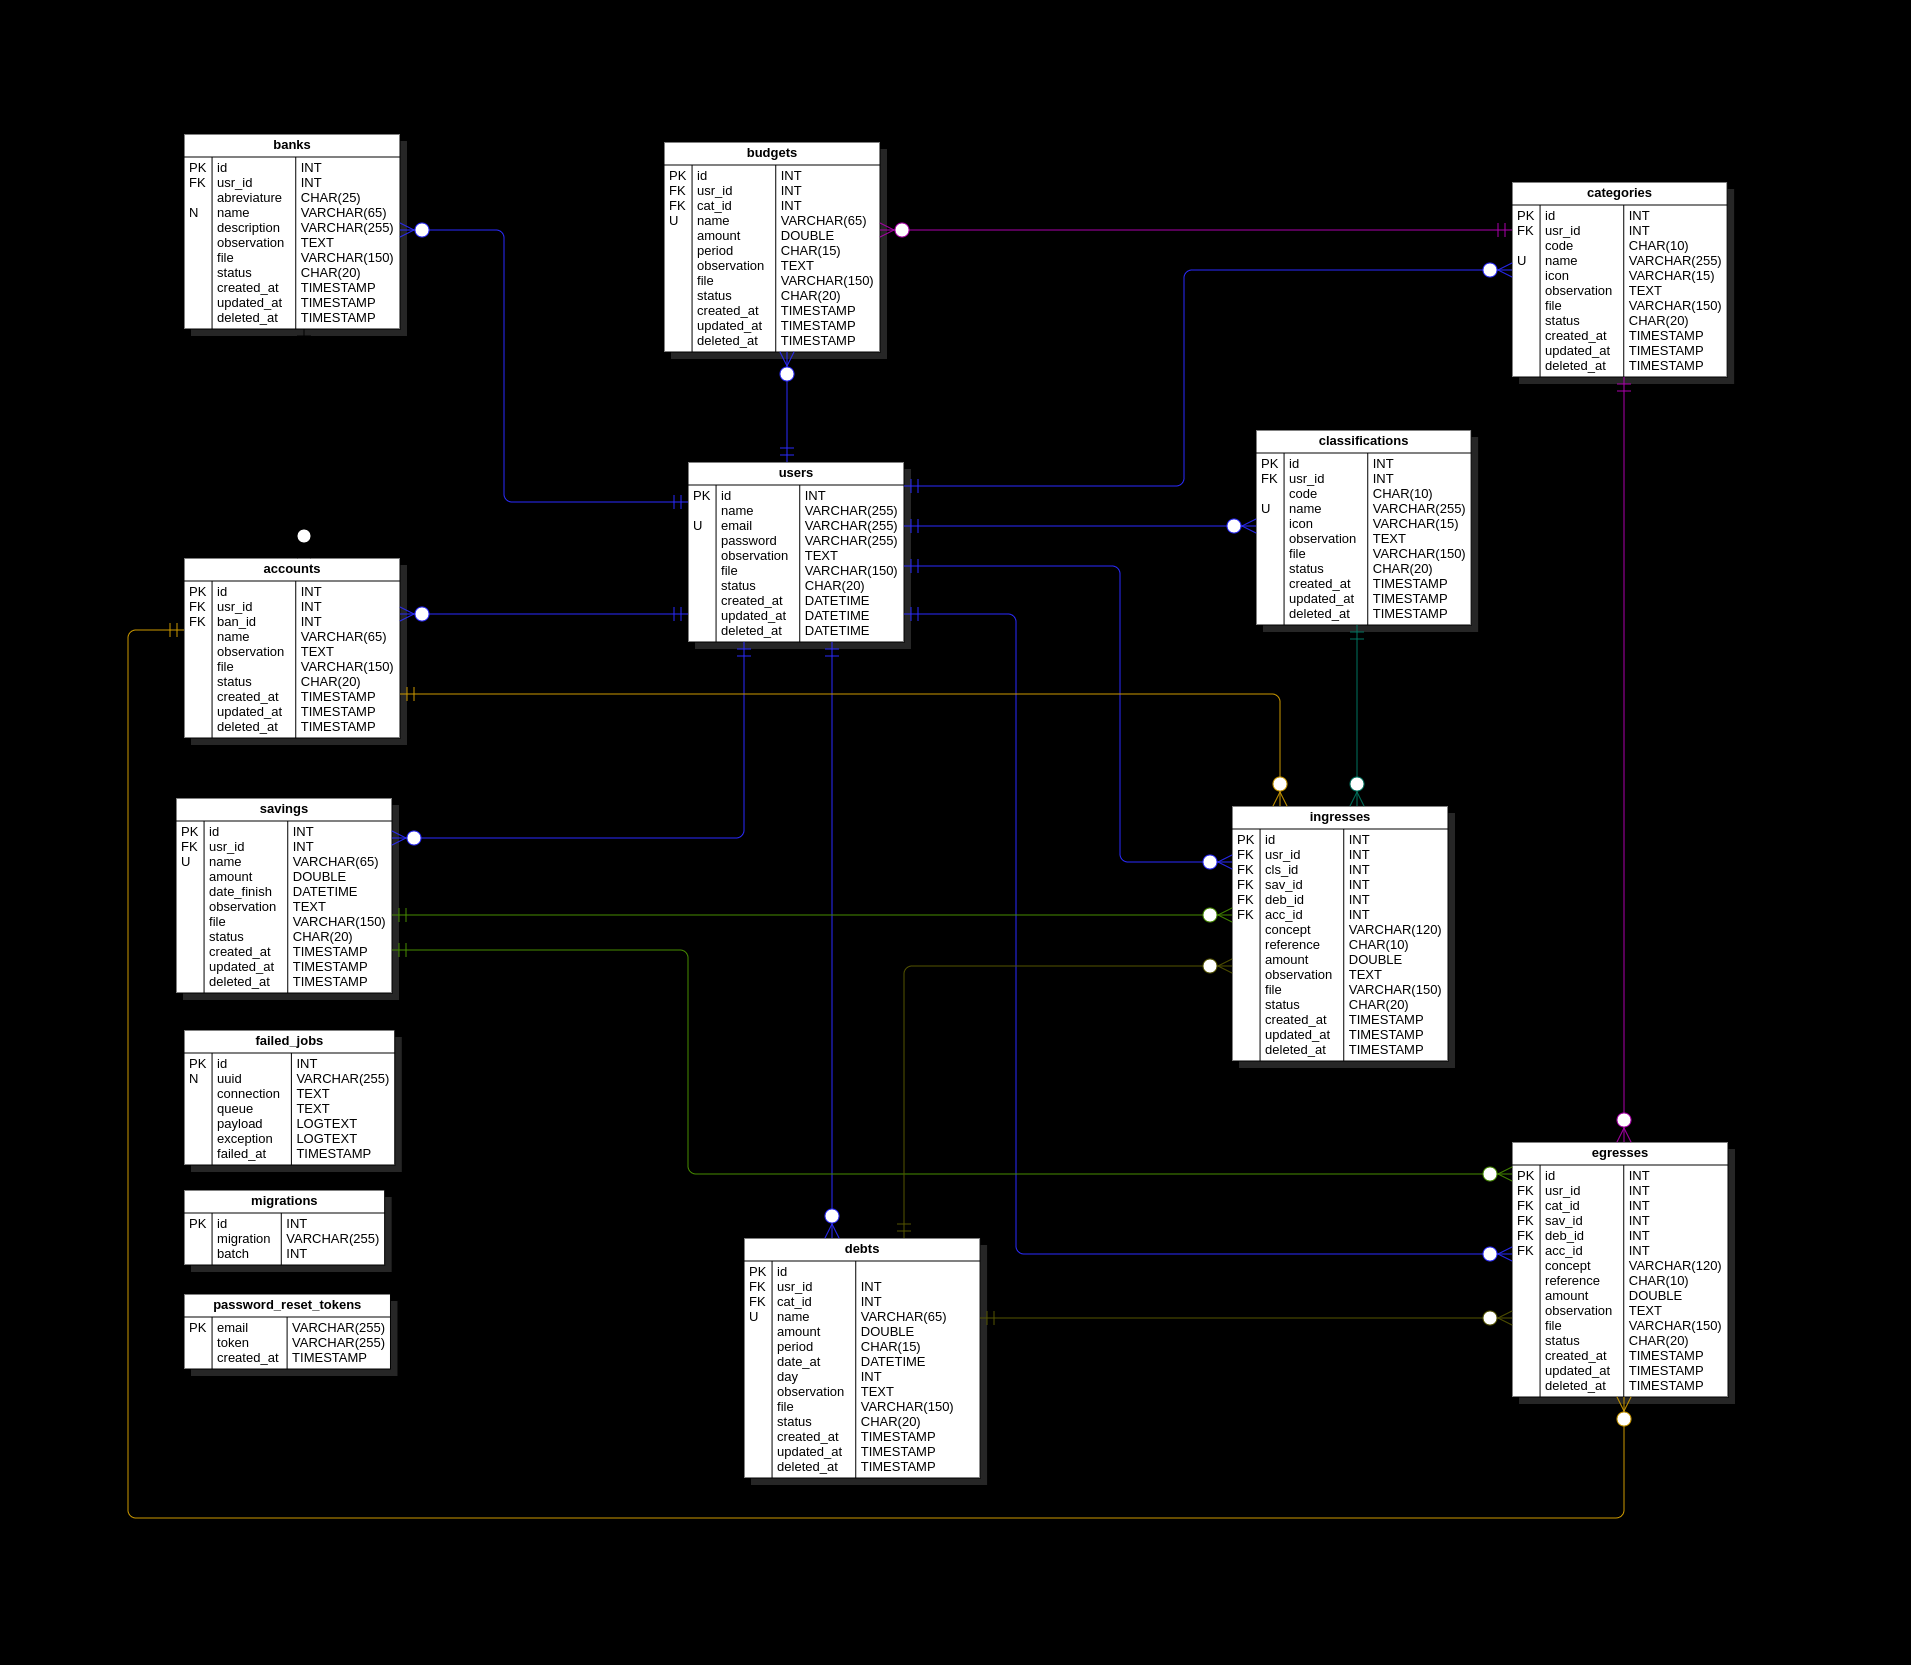 banks
PK id INT
FK usr_id INT
abreviature CHAR(25)
N name VARCHAR(65)
description VARCHAR(255)
observation TEXT
file VARCHAR(150)
status CHAR(20)
created_at TIMESTAMP
updated_at TIMESTAMP
deleted_at TIMESTAMP
budgets
PK id INT
FK usr_id INT
FK cat_id INT
U name VARCHAR(65)
amount DOUBLE
period CHAR(15)
observation TEXT
file VARCHAR(150)
status CHAR(20)
created_at TIMESTAMP
updated_at TIMESTAMP
deleted_at TIMESTAMP
categories
PK id INT
FK usr_id INT
code CHAR(10)
U name VARCHAR(255)
icon VARCHAR(15)
observation TEXT
file VARCHAR(150)
status CHAR(20)
created_at TIMESTAMP
updated_at TIMESTAMP
deleted_at TIMESTAMP
classifications
PK id INT
FK usr_id INT
code CHAR(10)
U name VARCHAR(255)
icon VARCHAR(15)
observation TEXT
file VARCHAR(150)
status CHAR(20)
created_at TIMESTAMP
updated_at TIMESTAMP
deleted_at TIMESTAMP
users
PK id INT
name VARCHAR(255)
U email VARCHAR(255)
password VARCHAR(255)
observation TEXT
file VARCHAR(150)
status CHAR(20)
created_at DATETIME
updated_at DATETIME
deleted_at DATETIME
accounts
PK id INT
FK usr_id INT
FK ban_id INT
name VARCHAR(65)
observation TEXT
file VARCHAR(150)
status CHAR(20)
created_at TIMESTAMP
updated_at TIMESTAMP
deleted_at TIMESTAMP
savings
PK id INT
FK usr_id INT
U name VARCHAR(65)
amount DOUBLE
date_finish DATETIME
observation TEXT
file VARCHAR(150)
status CHAR(20)
created_at TIMESTAMP
updated_at TIMESTAMP
deleted_at TIMESTAMP
ingresses
PK id INT
FK usr_id INT
FK cls_id INT
FK sav_id INT
FK deb_id INT
FK acc_id INT
concept VARCHAR(120)
reference CHAR(10)
amount DOUBLE
observation TEXT
file VARCHAR(150)
status CHAR(20)
created_at TIMESTAMP
updated_at TIMESTAMP
deleted_at TIMESTAMP
failed_jobs
PK id INT
N uuid VARCHAR(255)
connection TEXT
queue TEXT
payload LOGTEXT
exception LOGTEXT
failed_at TIMESTAMP
migrations
PK id INT
migration VARCHAR(255)
batch INT
password_reset_tokens
PK email VARCHAR(255)
token VARCHAR(255)
created_at TIMESTAMP
debts
PK id
FK usr_id INT
FK cat_id INT
U name VARCHAR(65)
amount DOUBLE
period CHAR(15)
date_at DATETIME
day INT
observation TEXT
file VARCHAR(150)
status CHAR(20)
created_at TIMESTAMP
updated_at TIMESTAMP
deleted_at TIMESTAMP
egresses
PK id INT
FK usr_id INT
FK cat_id INT
FK sav_id INT
FK deb_id INT
FK acc_id INT
concept VARCHAR(120)
reference CHAR(10)
amount DOUBLE
observation TEXT
file VARCHAR(150)
status CHAR(20)
created_at TIMESTAMP
updated_at TIMESTAMP
deleted_at TIMESTAMP